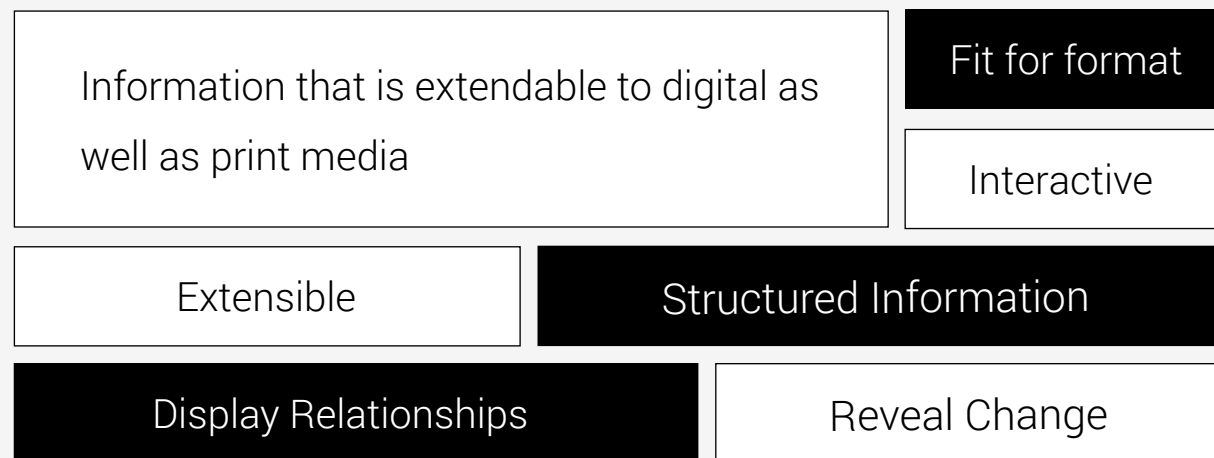 Information that is extendable to digital as
well as print media
Fit for format
Interactive
Extensible
Structured Information
Display Relationships
Reveal Change